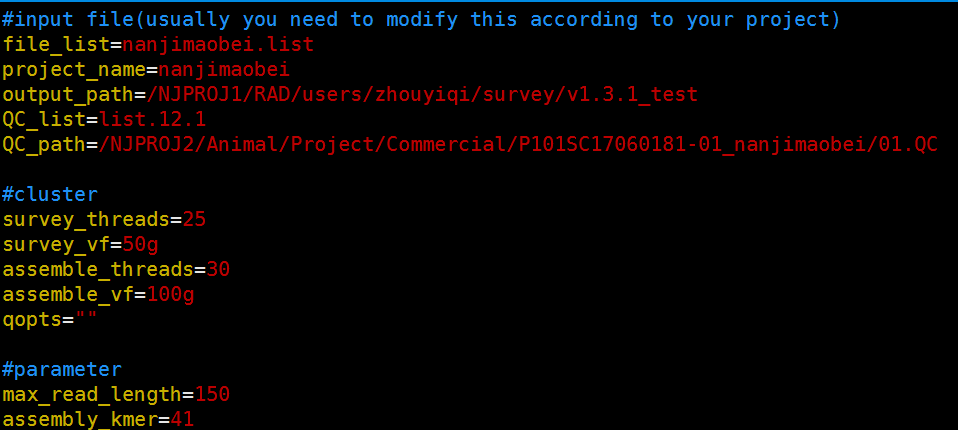 #input file(usually you need to modify this according to your project)
file_list=nanjimaobei.list
project_name=nanjimaobei
output_path=/NJPROJ1/RAD/users/zhouyiqi/survey/v1.3.1_test
QC_list=list.12.1
QC_path=/NJPROJ2/Animal/Project/Commercial/P101SC17060181-01_nanjimaobei/01.QC
#cluster
survey_threads=25
survey_vf=50g
assemble_threads=30
assemble_vf=100g
qopts=""
#parameter
max_read_length=150
assembly_kmer=41